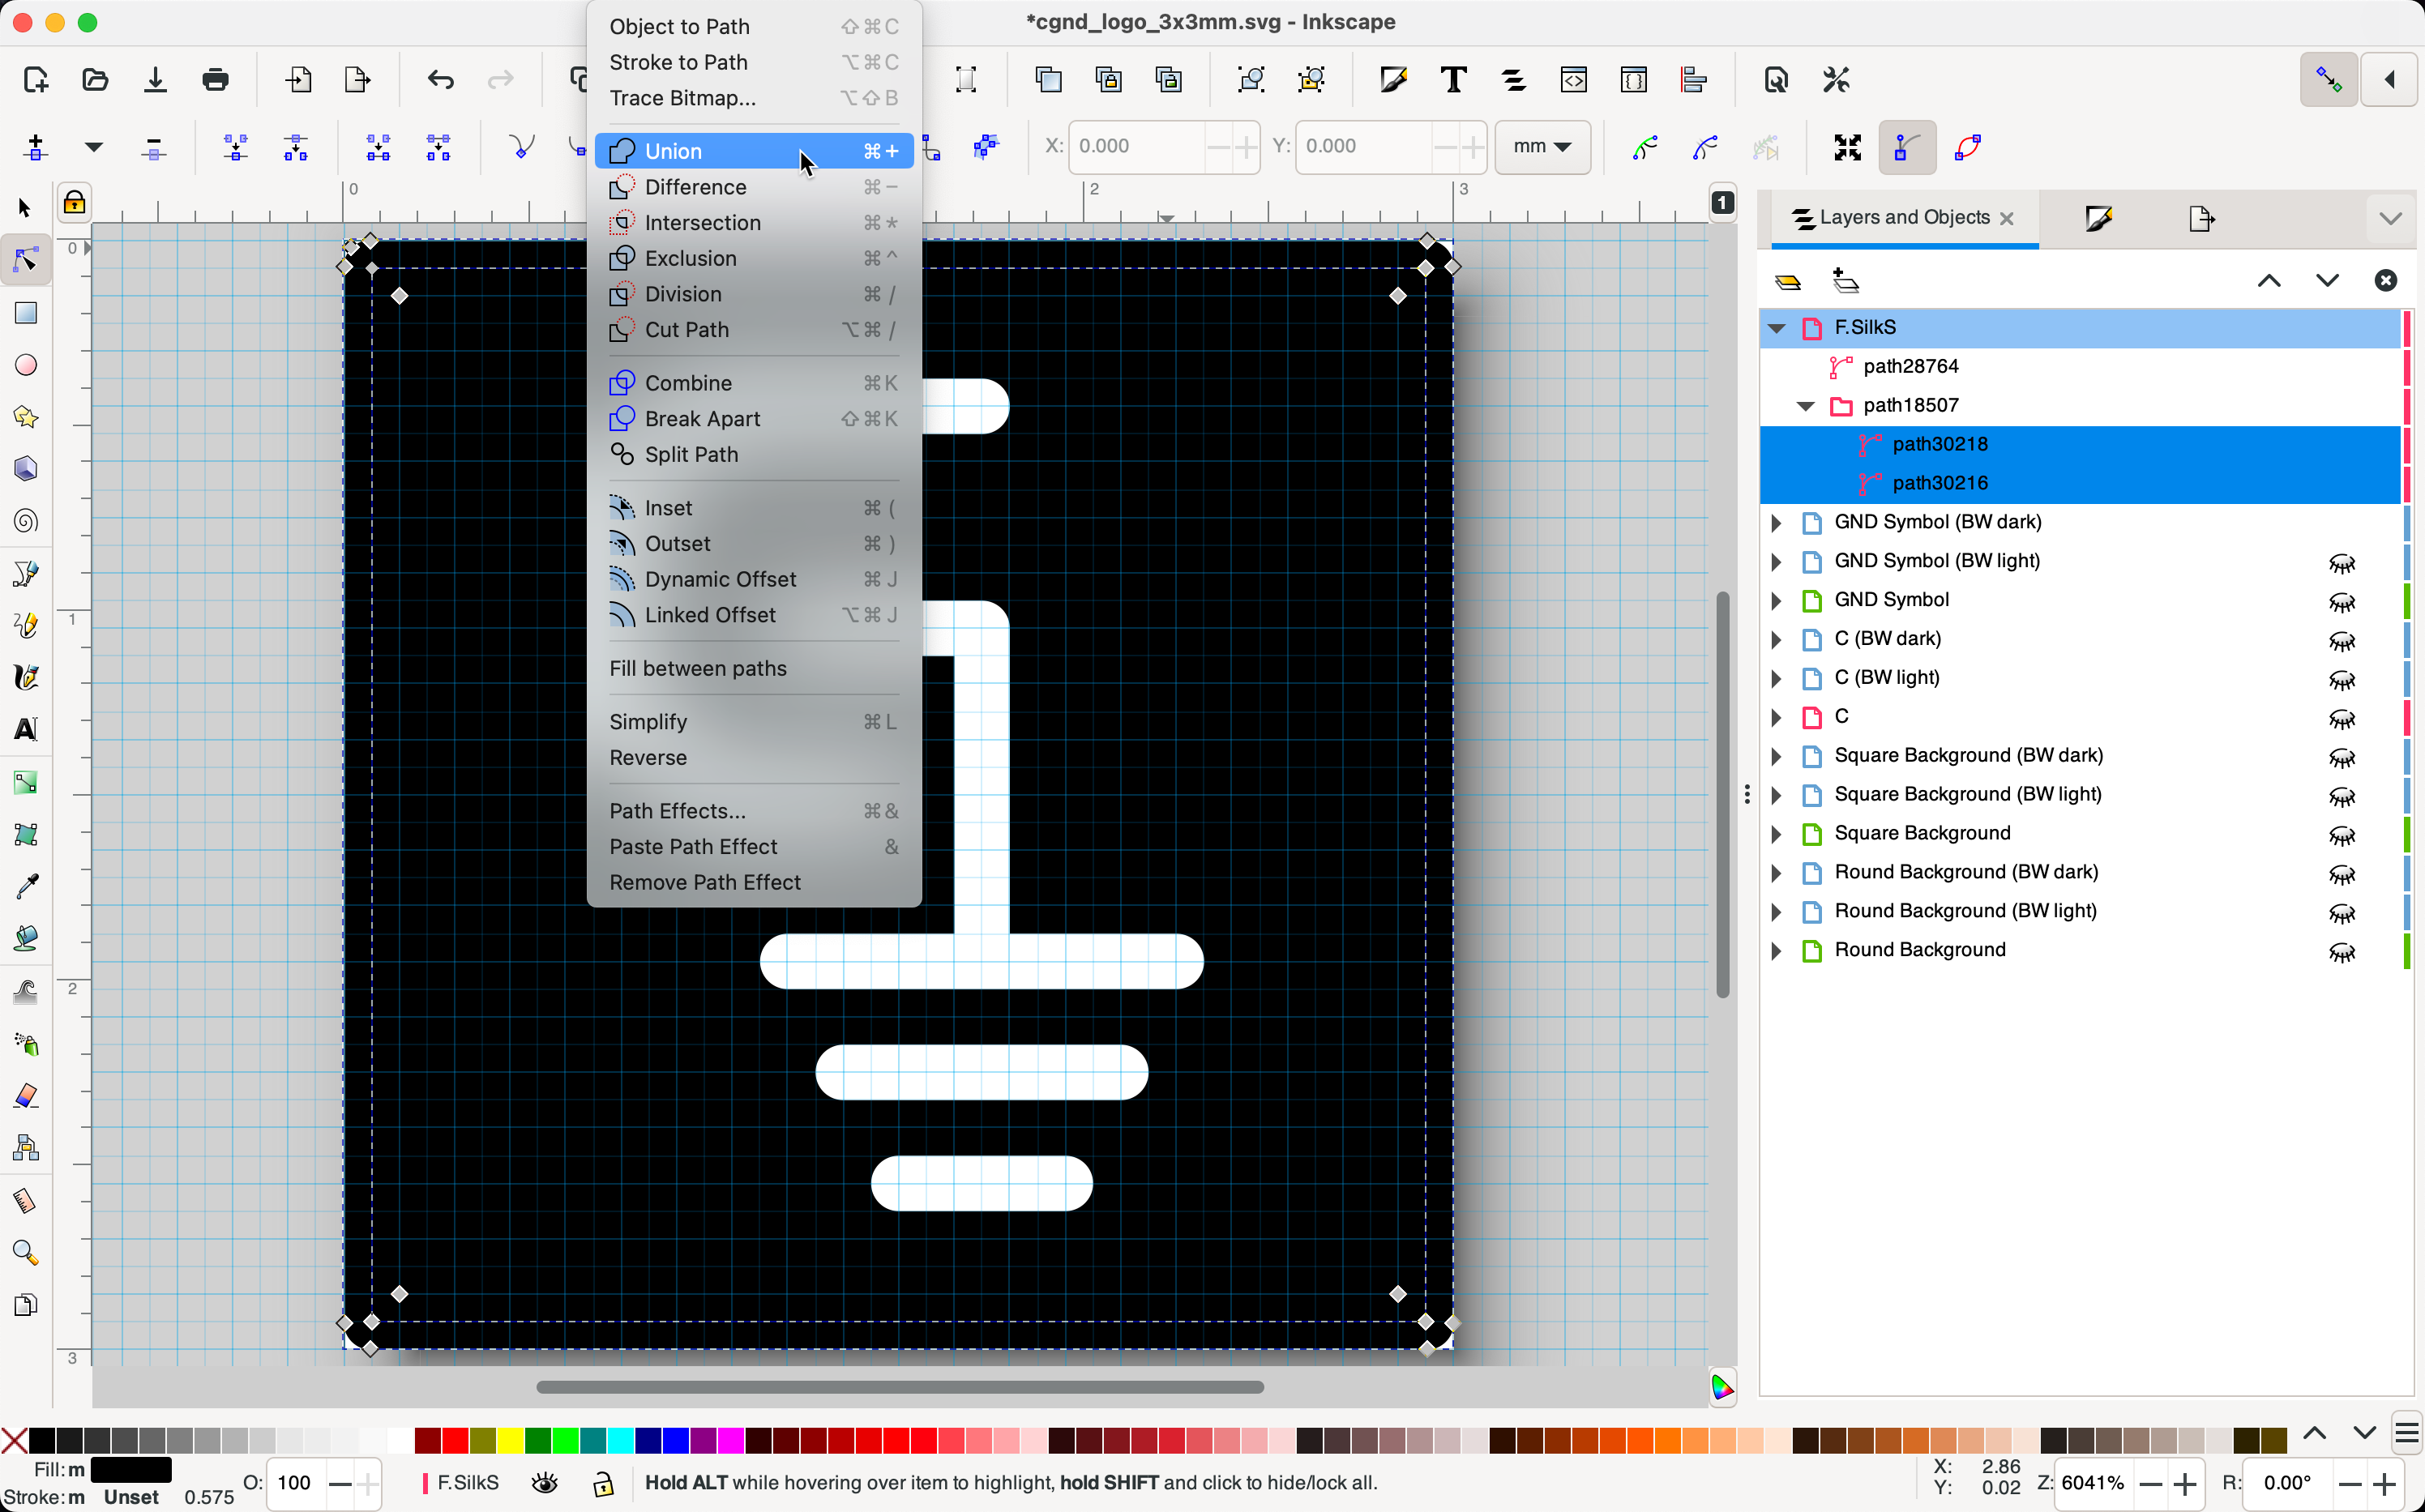 *cgnd_logo_3x3mm.svg - Inkscape
Object to Path ⇧⌘C
Stroke to Path ⌥⌘C
Trace Bitmap... ⌥⇧B
Union ⌘+
Difference ⌘−
Intersection ⌘*
Exclusion ⌘^
Division ⌘/
Cut Path ⌥⌘/
Combine ⌘K
Break Apart ⇧⌘K
Split Path
Inset ⌘(
Outset ⌘)
Dynamic Offset ⌘J
Linked Offset ⌥⌘J
Fill between paths
Simplify ⌘L
Reverse
Path Effects... ⌘&
Paste Path Effect &
Remove Path Effect
X: 0.000 Y: 0.000 mm
0 2 3
1
0
1
2
3
Layers and Objects
F.SilkS
path28764
path18507
path30218
path30216
GND Symbol (BW dark)
GND Symbol (BW light)
GND Symbol
C (BW dark)
C (BW light)
C
Square Background (BW dark)
Square Background (BW light)
Square Background
Round Background (BW dark)
Round Background (BW light)
Round Background
Fill: m
Stroke: m Unset 0.575
O: 100
F.SilkS
Hold ALT while hovering over item to highlight, hold SHIFT and click to hide/lock all.
X: 2.86
Y: 0.02
Z: 6041%
R: 0.00°